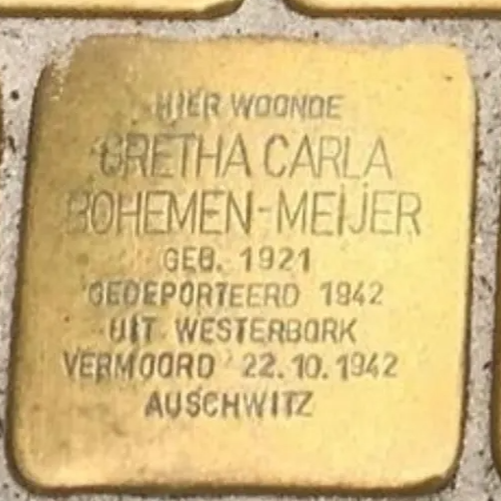 HIER WOONDE
GRETHA CARLA
BOHEMEN-MEIJER
GEB. 1921
GEDEPORTEERD 1942
UIT WESTERBORK
VERMOORD 22.10.1942
AUSCHWITZ